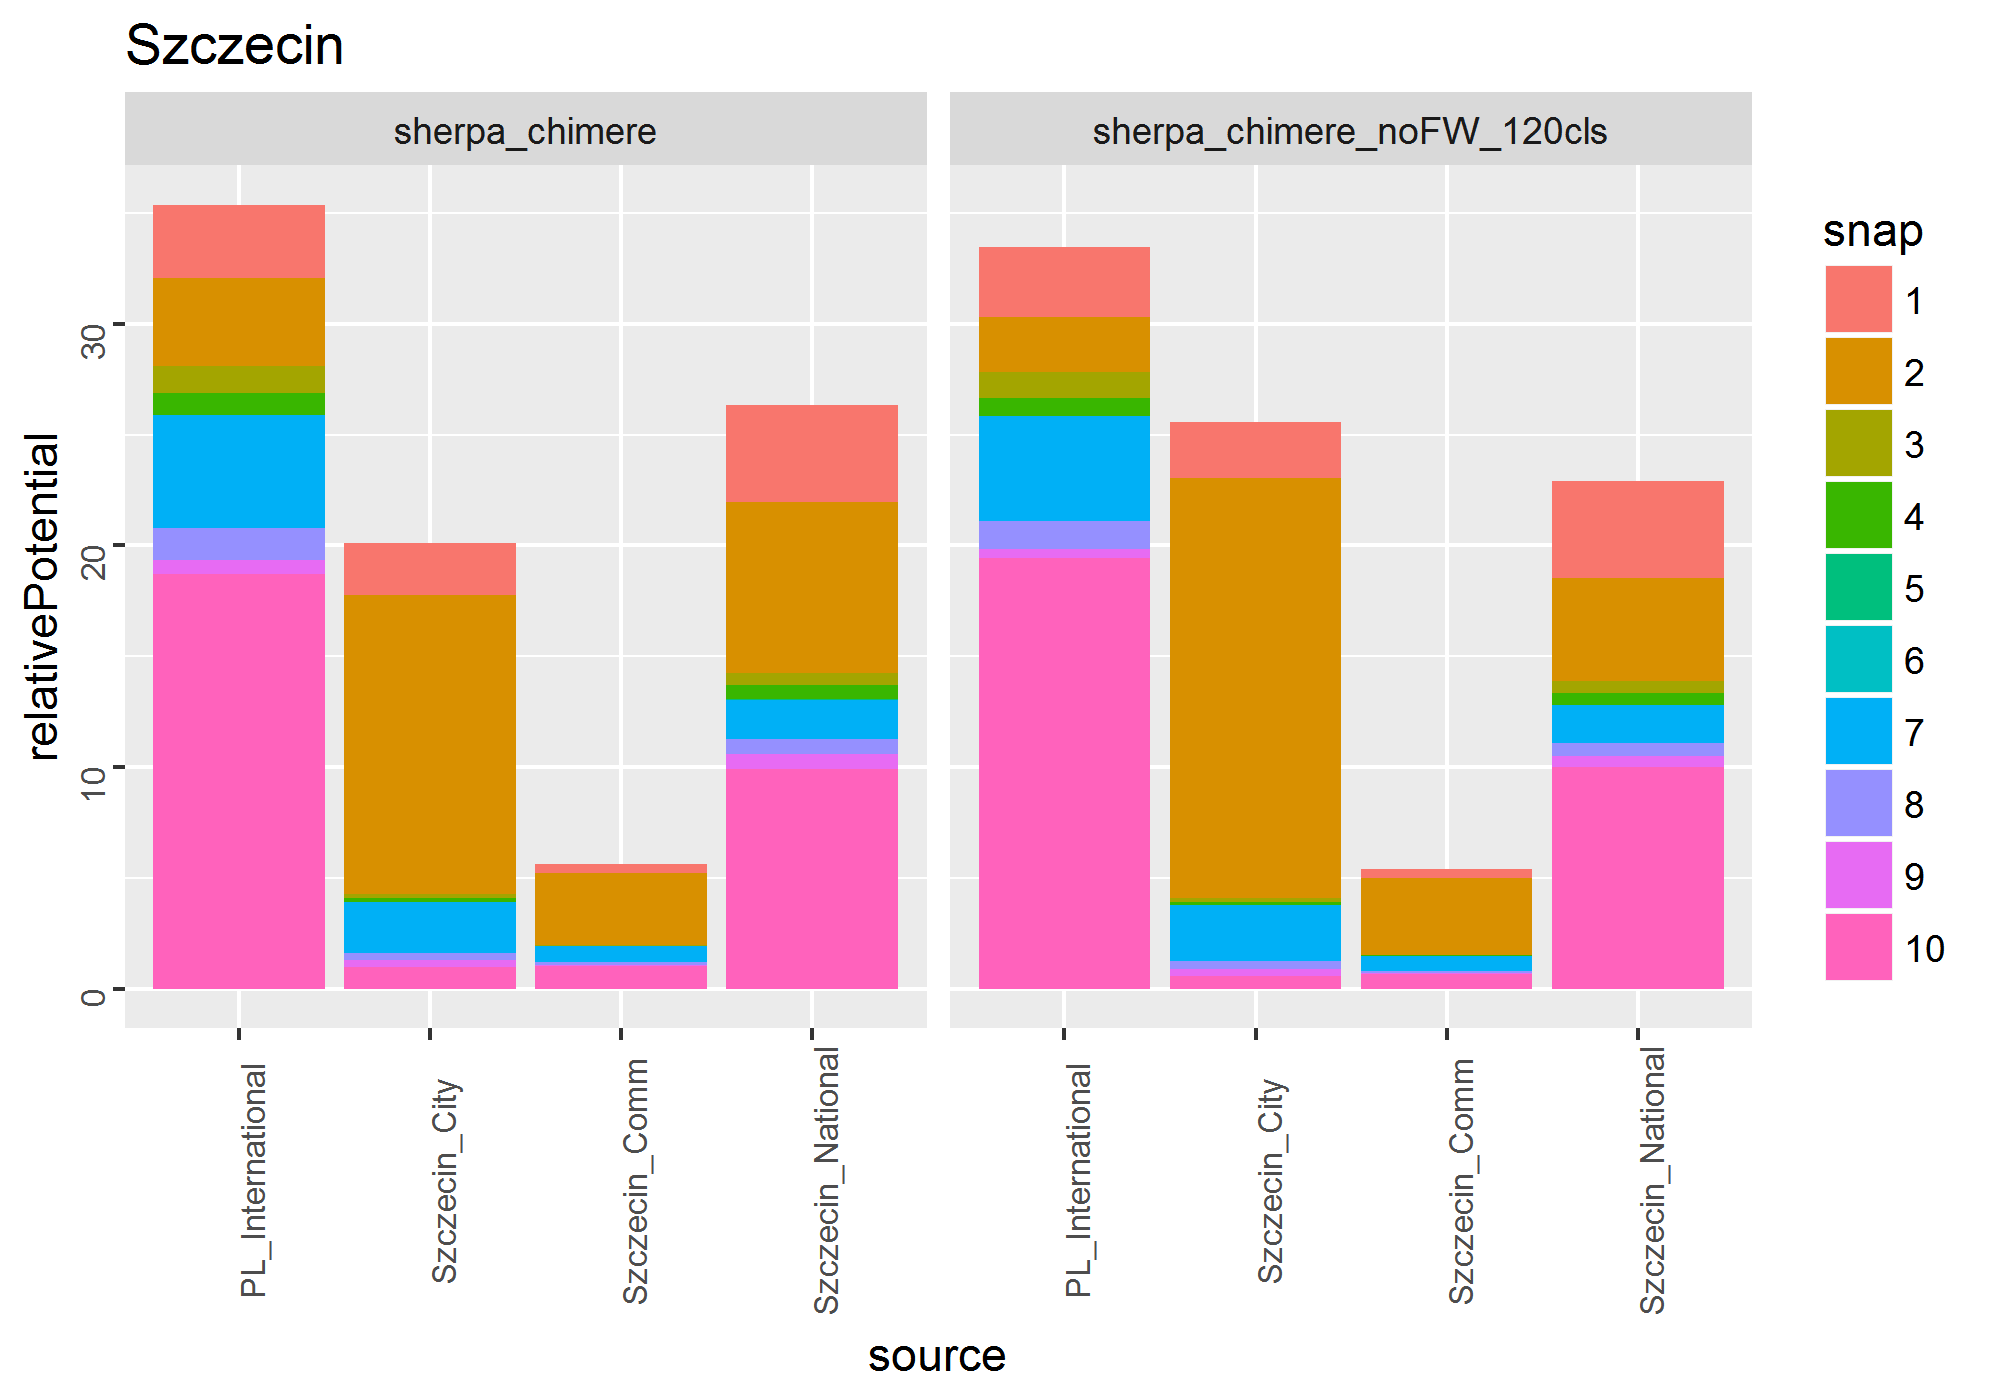 Szczecin
sherpa_chimere
sherpa_chimere_noFW_120cls
relativePotential
30
20
10
0
PL_International
Szczecin_City
Szczecin_Comm
Szczecin_National
PL_International
Szczecin_City
Szczecin_Comm
Szczecin_National
source
snap
1
2
3
4
5
6
7
8
9
10